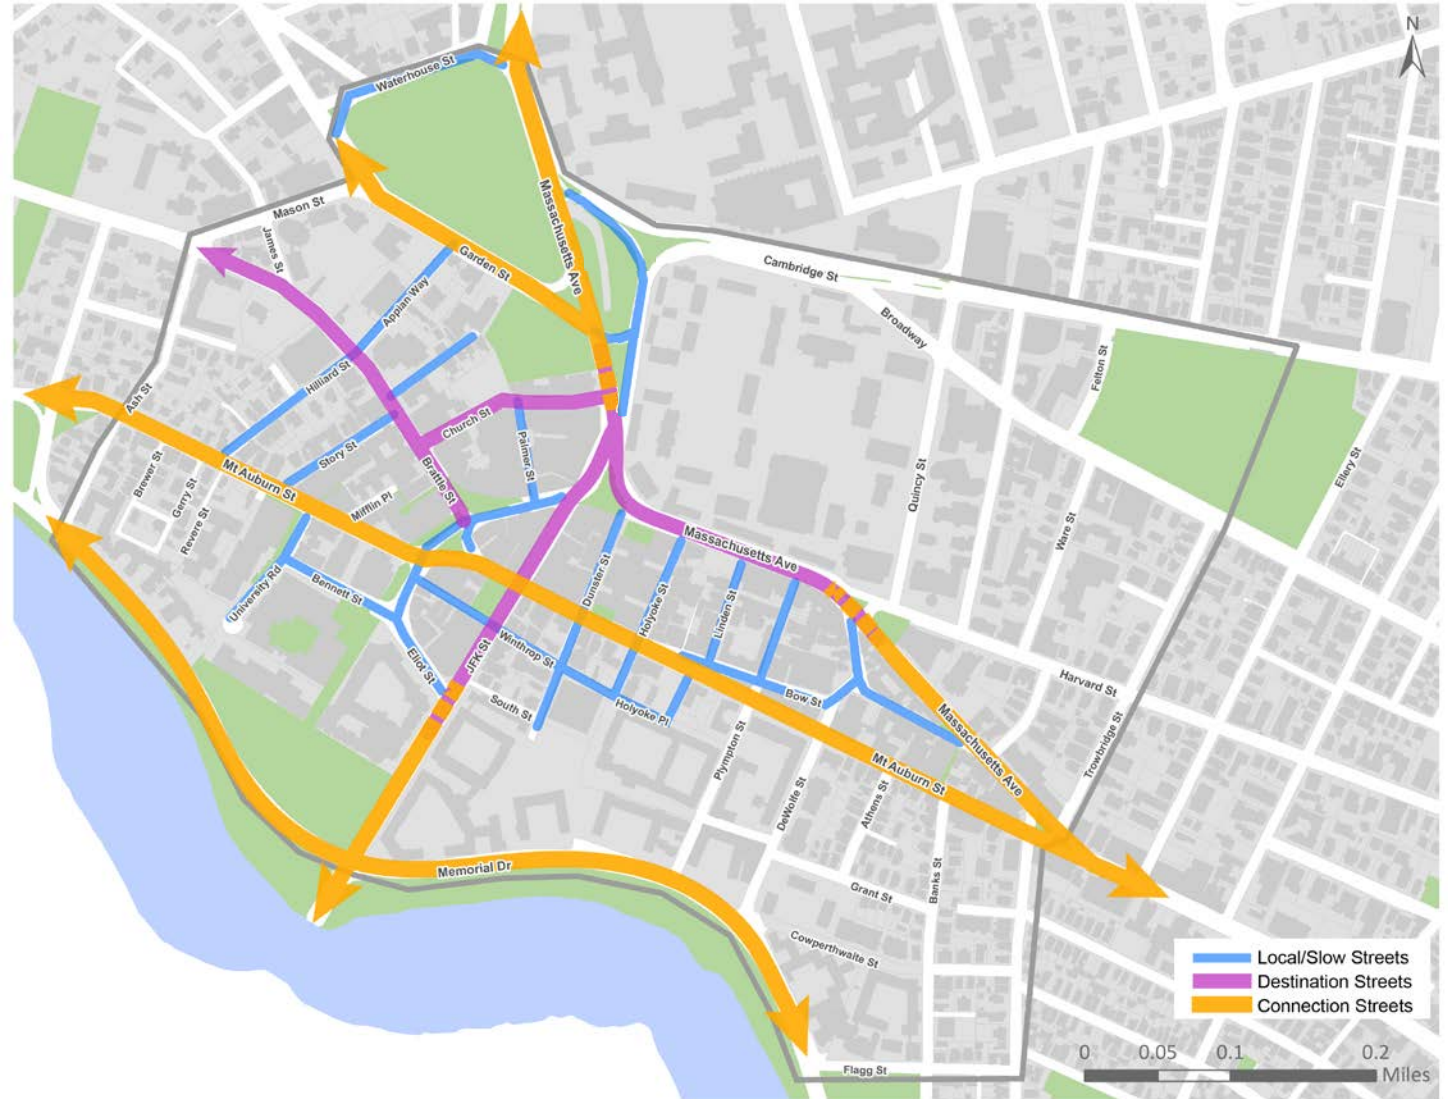 N
Waterhouse St
Mason St
James St
Massachusetts Ave
Garden St
Cambridge St
Appian Way
Broadway
Felton St
Hilliard St
Ash St
Church St
Story St
Palmer St
Brattle St
Mt Auburn St
Brewer St
Gerry St
Revere St
Mifflin Pl
Quincy St
Ellery St
Ware St
Massachusetts Ave
University Rd
Bennett St
Dunster St
Holyoke St
Linden St
Eliot St
JFK St
Winthrop St
South St
Holyoke Pl
Bow St
Harvard St
Plympton St
Massachusetts Ave
Trowbridge St
Mt Auburn St
DeWolfe St
Athens St
Memorial Dr
Grant St
Banks St
Cowperthwaite St
Flagg St
Local/Slow Streets
Destination Streets
Connection Streets
0 0.05 0.1 0.2
Miles